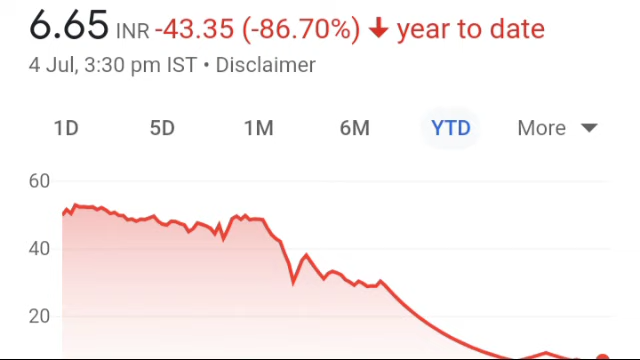 6.65 INR -43.35 (-86.70%) ↓ year to date
4 Jul, 3:30 pm IST • Disclaimer
1D 5D 1M 6M YTD More
60
40
20